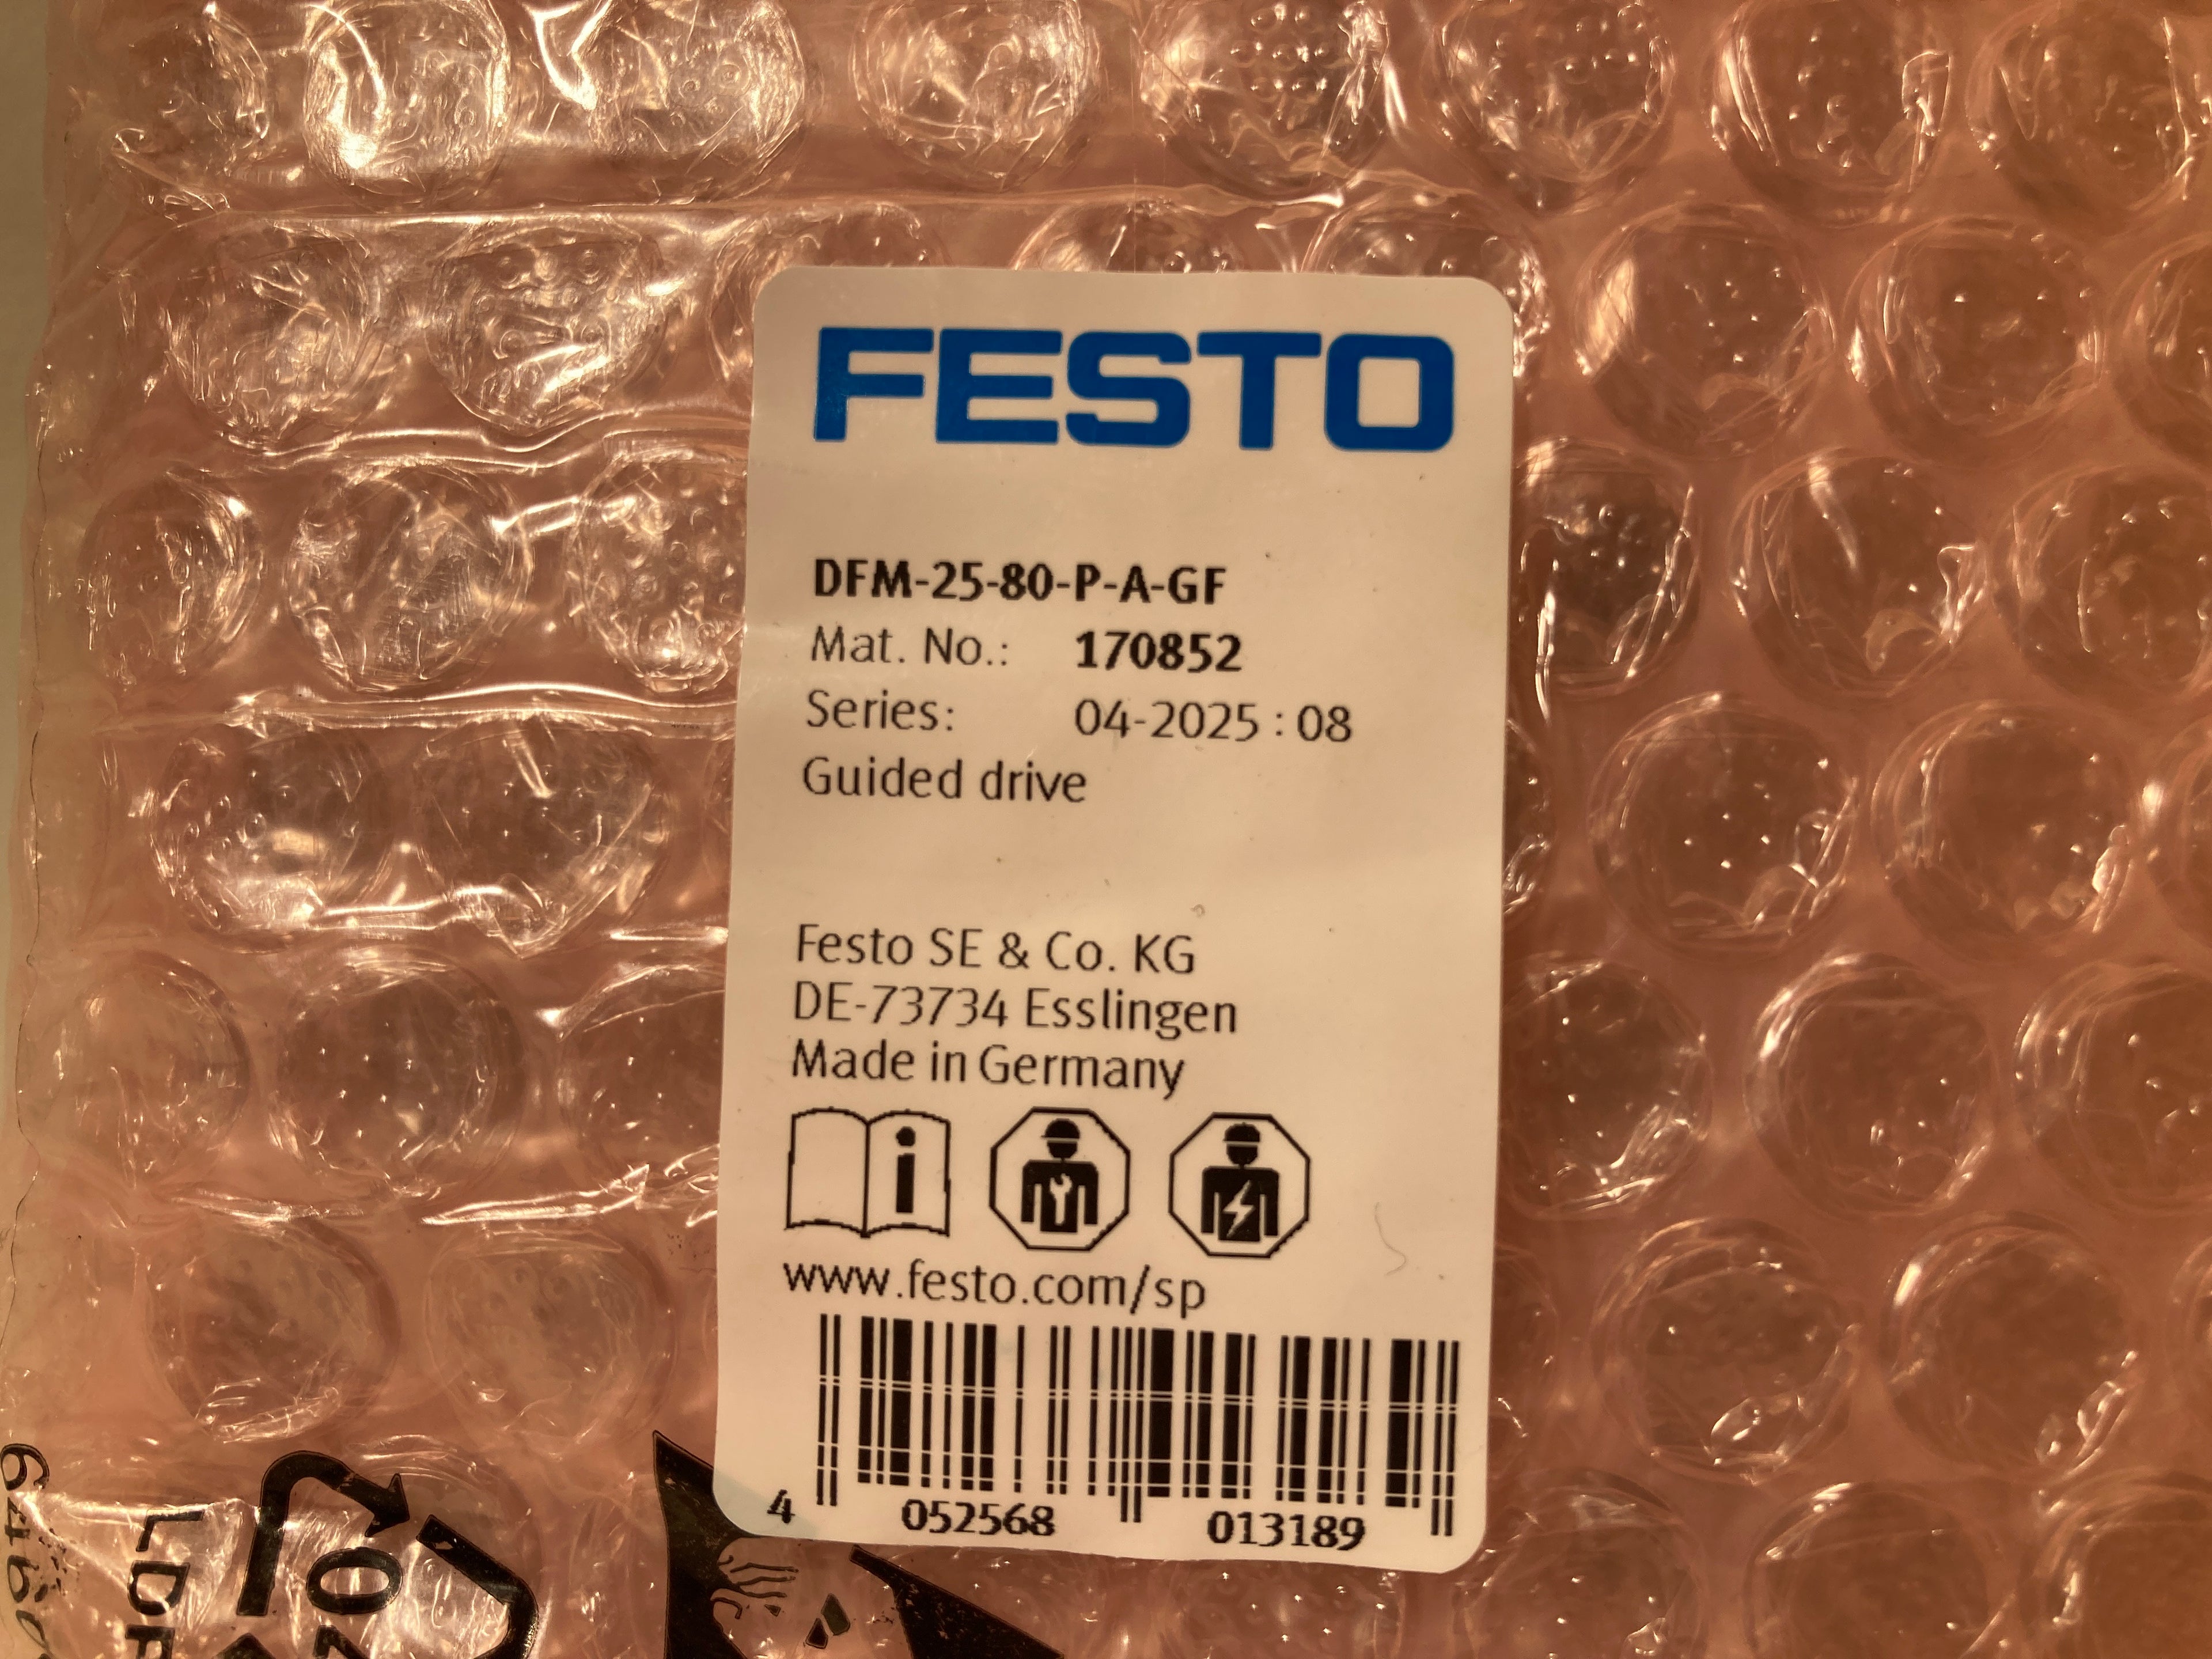 FESTO
DFM-25-80-P-A-GF
Mat. No.: 170852
Series: 04-2025 : 08
Guided drive
Festo SE & Co. KG
DE-73734 Esslingen
Made in Germany
www.festo.com/sp
4 052568 013189